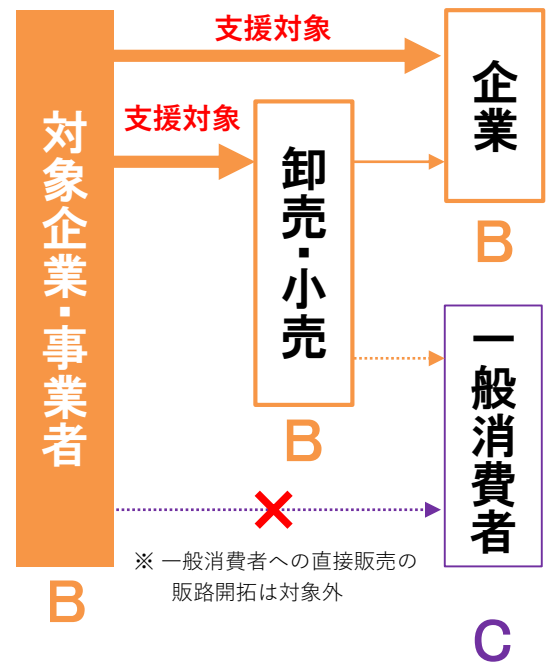 支援対象
企業
支援対象
対象企業・事業者
卸売・小売
B
一般消費者
B
※ 一般消費者への直接販売の
販路開拓は対象外
B
C